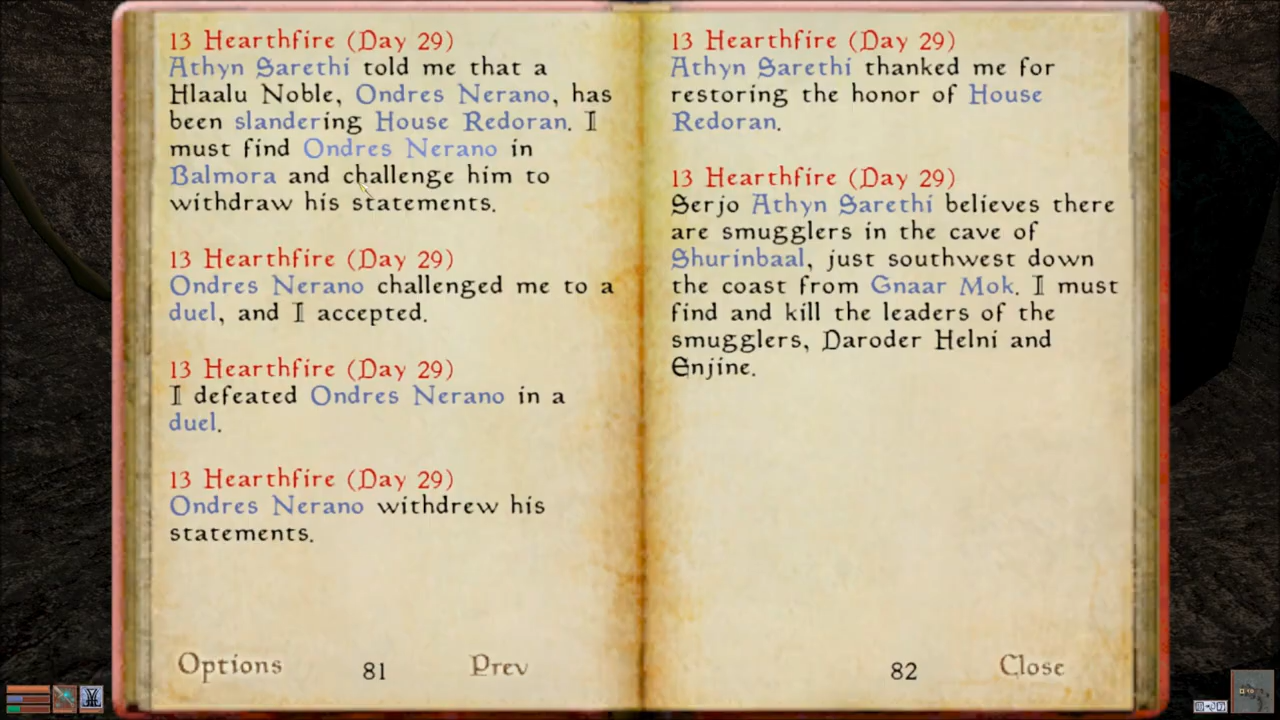 13 Hearthfire (Day 29)
Athyn Sarethi told me that a
Hlaalu Noble, Ondres Nerano, has
been slandering House Redoran. I
must find Ondres Nerano in
Balmora and challenge him to
withdraw his statements.
13 Hearthfire (Day 29)
Ondres Nerano challenged me to a
duel, and I accepted.
13 Hearthfire (Day 29)
I defeated Ondres Nerano in a
duel.
13 Hearthfire (Day 29)
Ondres Nerano withdrew his
statements.
Options
81
Prev
13 Hearthfire (Day 29)
Athyn Sarethi thanked me for
restoring the honor of House
Redoran.
13 Hearthfire (Day 29)
Serjo Athyn Sarethi believes there
are smugglers in the cave of
Shurinbaal, just southwest down
the coast from Gnaar Mok. I must
find and kill the leaders of the
smugglers, Daroder Helni and
Enjine.
82
Close